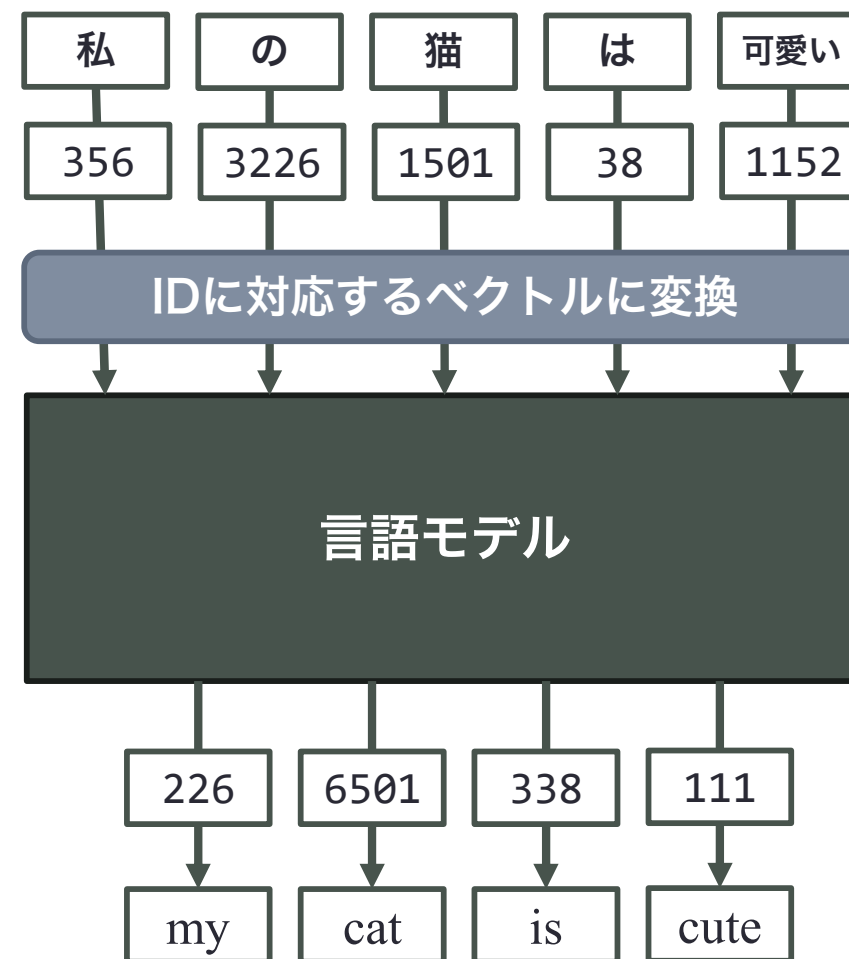 私 の 猫 は 可愛い
356 3226 1501 38 1152
IDに対応するベクトルに変換
言語モデル
226 6501 338 111
my cat is cute